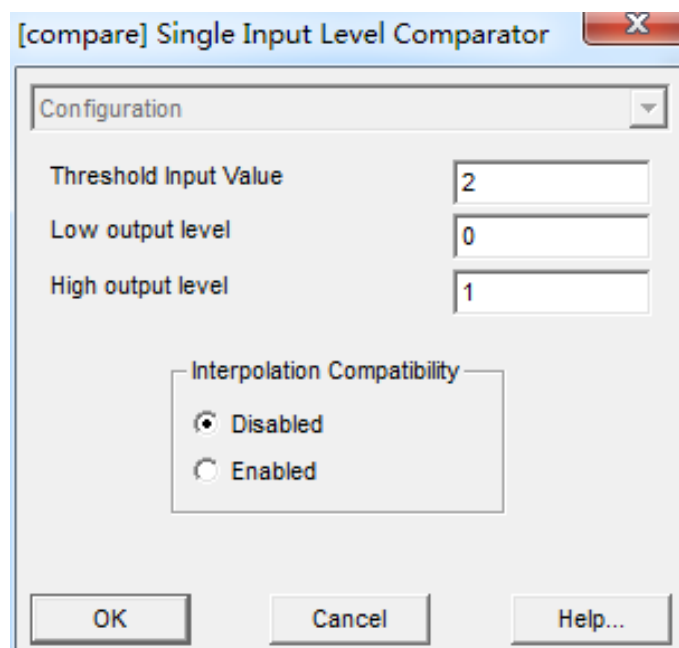 [compare] Single Input Level Comparator
Configuration
Threshold Input Value 2
Low output level 0
High output level 1
Interpolation Compatibility
Disabled
Enabled
OK Cancel Help...